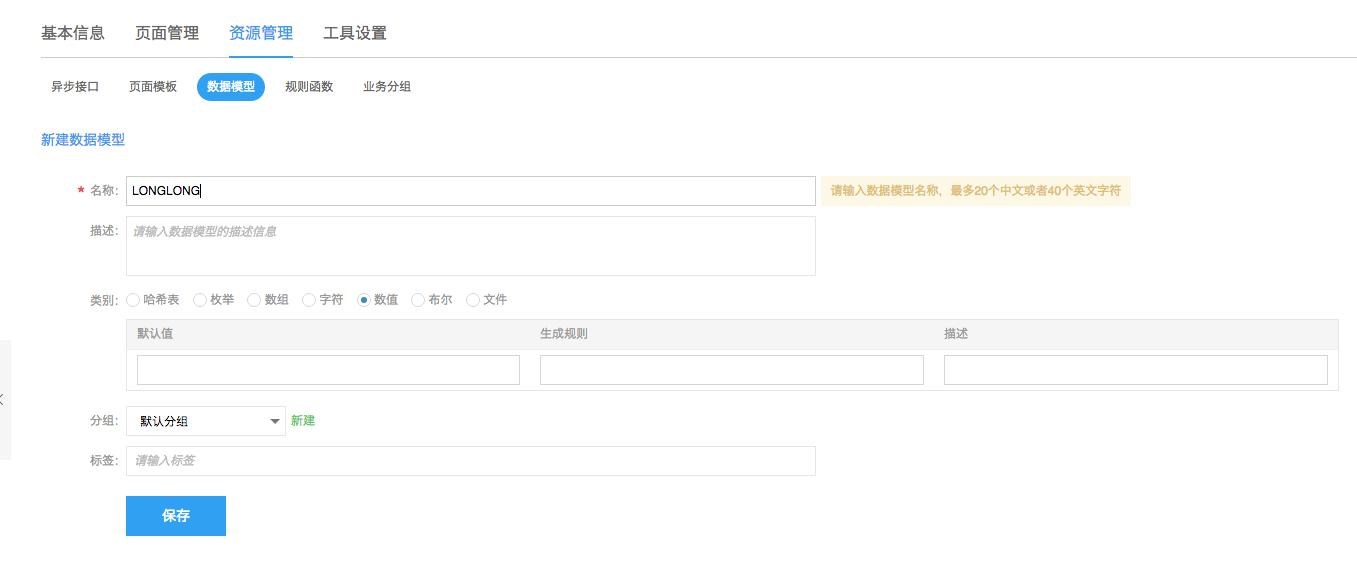 基本信息 页面管理 资源管理 工具设置
异步接口 页面模板 数据模型 规则函数 业务分组
新建数据模型
* 名称: LONGLONG 请输入数据模型名称，最多20个中文或者40个英文字符
描述: 请输入数据模型的描述信息
类别: 哈希表 枚举 数组 字符 数值 布尔 文件
默认值 生成规则 描述
分组: 默认分组 新建
标签: 请输入标签
保存